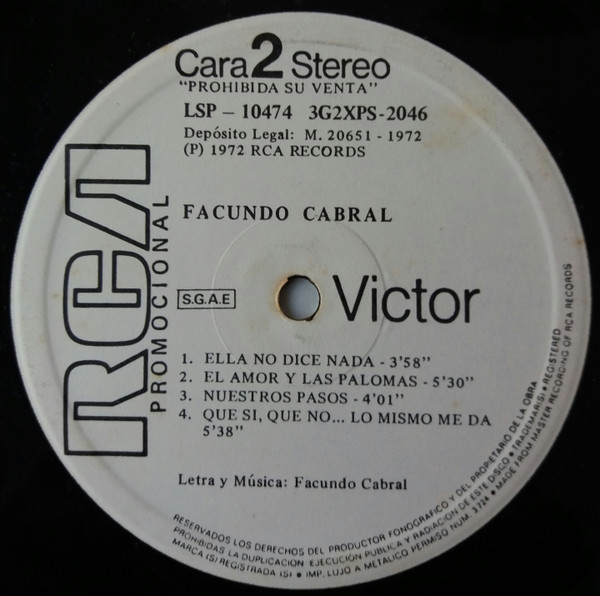 Cara 2 Stereo
"PROHIBIDA SU VENTA"
LSP - 10474 3G2XPS-2046
Depósito Legal: M. 20651 - 1972
(P) 1972 RCA RECORDS
RCA
PROMOCIONAL
FACUNDO CABRAL
S.G.A.E
Victor
1. ELLA NO DICE NADA - 3'58"
2. EL AMOR Y LAS PALOMAS - 5'30"
3. NUESTROS PASOS - 4'01"
4. QUE SI, QUE NO... LO MISMO ME DA
5'38"
Letra y Música: Facundo Cabral
RESERVADOS LOS DERECHOS DEL PRODUCTOR FONOGRAFICO Y DEL PROPIETARIO DE LA OBRA
PROHIBIDAS LA DUPLICACION EJECUCION PUBLICA Y RADIACION DE ESTE DISCO • TRADEMARK(S) • REGISTERED
MARCA (S) REGISTRADA (S) • IMP. LUJO A METALICO PERMISO NUM. 3.724 • MADE FROM MASTER RECORDING OF RCA RECORDS